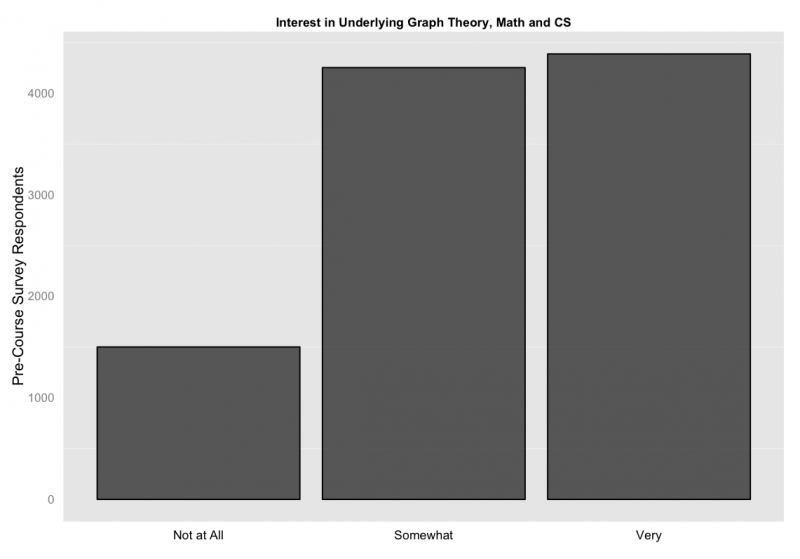 Interest in Underlying Graph Theory, Math and CS
Pre-Course Survey Respondents
4000
3000
2000
1000
0
Not at All
Somewhat
Very